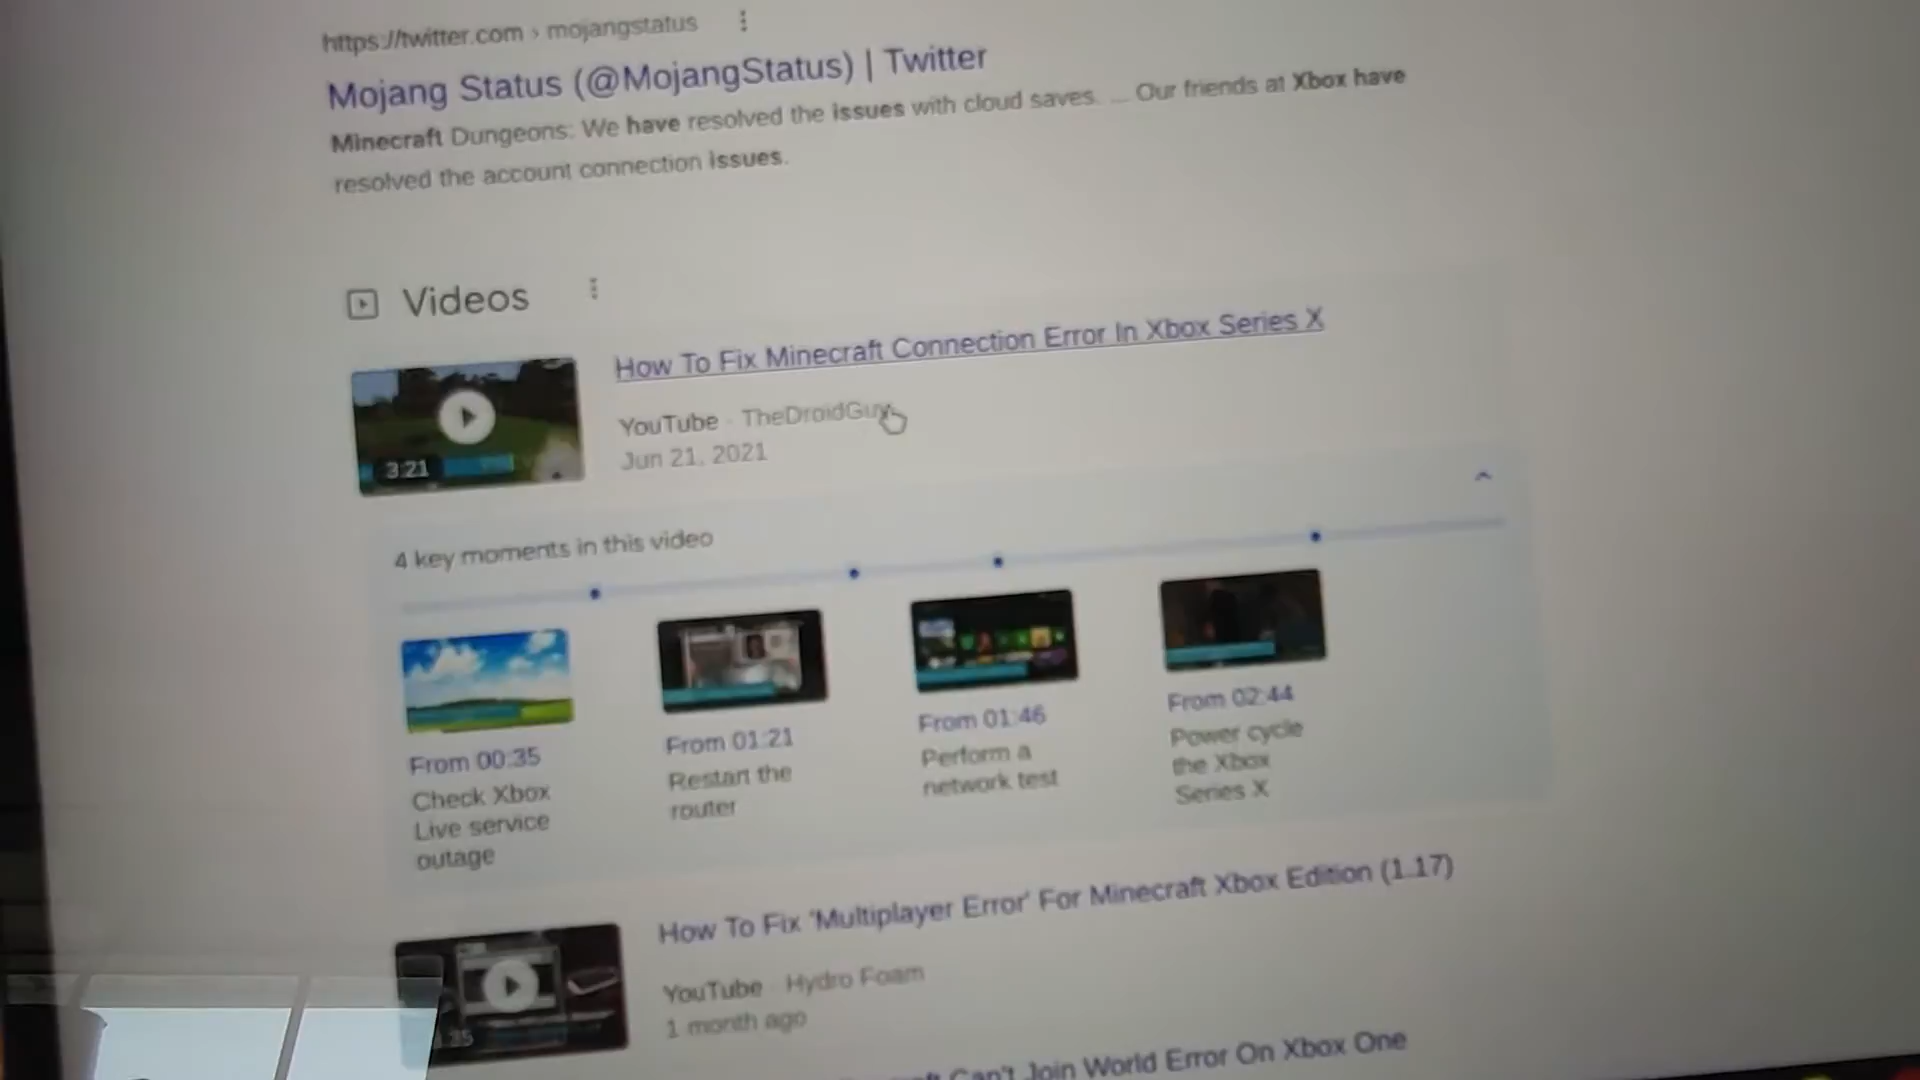 https://twitter.com › mojangstatus
Mojang Status (@MojangStatus) | Twitter
Minecraft Dungeons: We have resolved the issues with cloud saves. ... Our friends at Xbox have
resolved the account connection issues.
Videos
How To Fix Minecraft Connection Error In Xbox Series X
YouTube · TheDroidGuy
Jun 21, 2021
3:21
4 key moments in this video
From 00:35
Check Xbox
Live service
outage
From 01:21
Restart the
router
From 01:46
Perform a
network test
From 02:44
Power cycle
the Xbox
Series X
How To Fix 'Multiplayer Error' For Minecraft Xbox Edition (1.17)
YouTube · Hydro Foam
1 month ago
Can't Join World Error On Xbox One